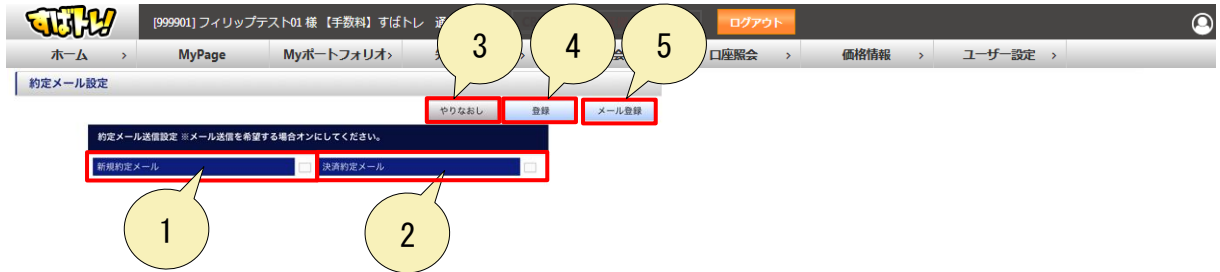 すばトレ!
[999901] フィリップテスト01 様 【手数料】すばトレ
ログアウト
ホーム > MyPage Myポートフォリオ> 口座照会 > 価格情報 > ユーザー設定 >
3 4 5
約定メール設定
やりなおし 登録 メール登録
約定メール送信設定 ※メール送信を希望する場合オンにしてください。
新規約定メール 決済約定メール
1 2